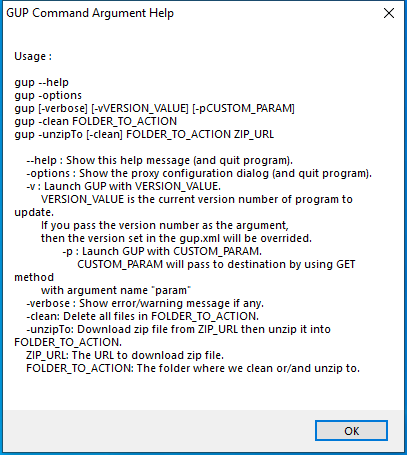 GUP Command Argument Help
Usage :
gup --help
gup -options
gup [-verbose] [-vVERSION_VALUE] [-pCUSTOM_PARAM]
gup -clean FOLDER_TO_ACTION
gup -unzipTo [-clean] FOLDER_TO_ACTION ZIP_URL
--help : Show this help message (and quit program).
-options : Show the proxy configuration dialog (and quit program).
-v : Launch GUP with VERSION_VALUE.
VERSION_VALUE is the current version number of program to
update.
If you pass the version number as the argument,
then the version set in the gup.xml will be overrided.
-p : Launch GUP with CUSTOM_PARAM.
CUSTOM_PARAM will pass to destination by using GET
method
with argument name "param"
-verbose : Show error/warning message if any.
-clean: Delete all files in FOLDER_TO_ACTION.
-unzipTo: Download zip file from ZIP_URL then unzip it into
FOLDER_TO_ACTION.
ZIP_URL: The URL to download zip file.
FOLDER_TO_ACTION: The folder where we clean or/and unzip to.
OK